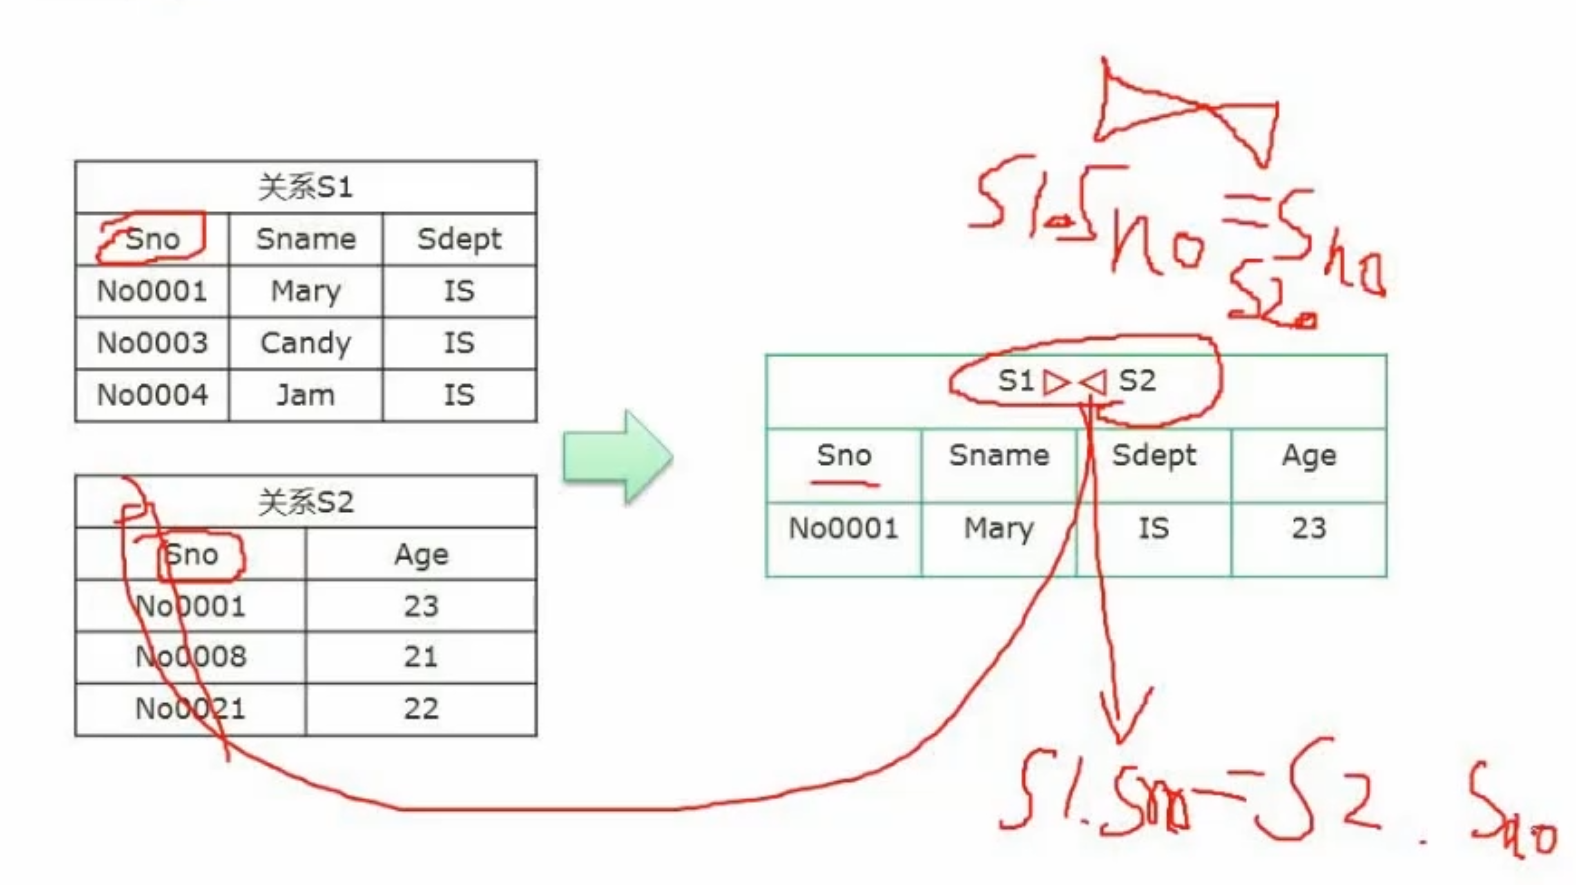 关系S1
Sno Sname Sdept
No0001 Mary IS
No0003 Candy IS
No0004 Jam IS
关系S2
Sno Age
No0001 23
No0008 21
No0021 22
S1.Sno = Sno
S2.
S1 ▷◁ S2
Sno Sname Sdept Age
No0001 Mary IS 23
S1.Sno = S2.Sno